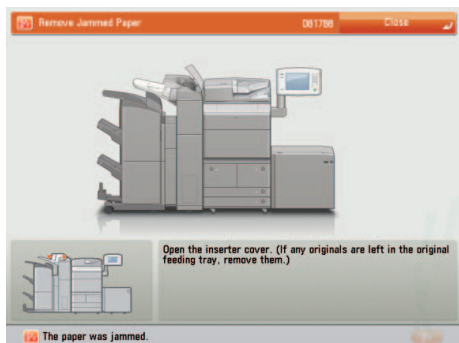 Remove Jammed Paper
Close
Open the inserter cover. (If any originals are left in the original
feeding tray, remove them.)
The paper was jammed.